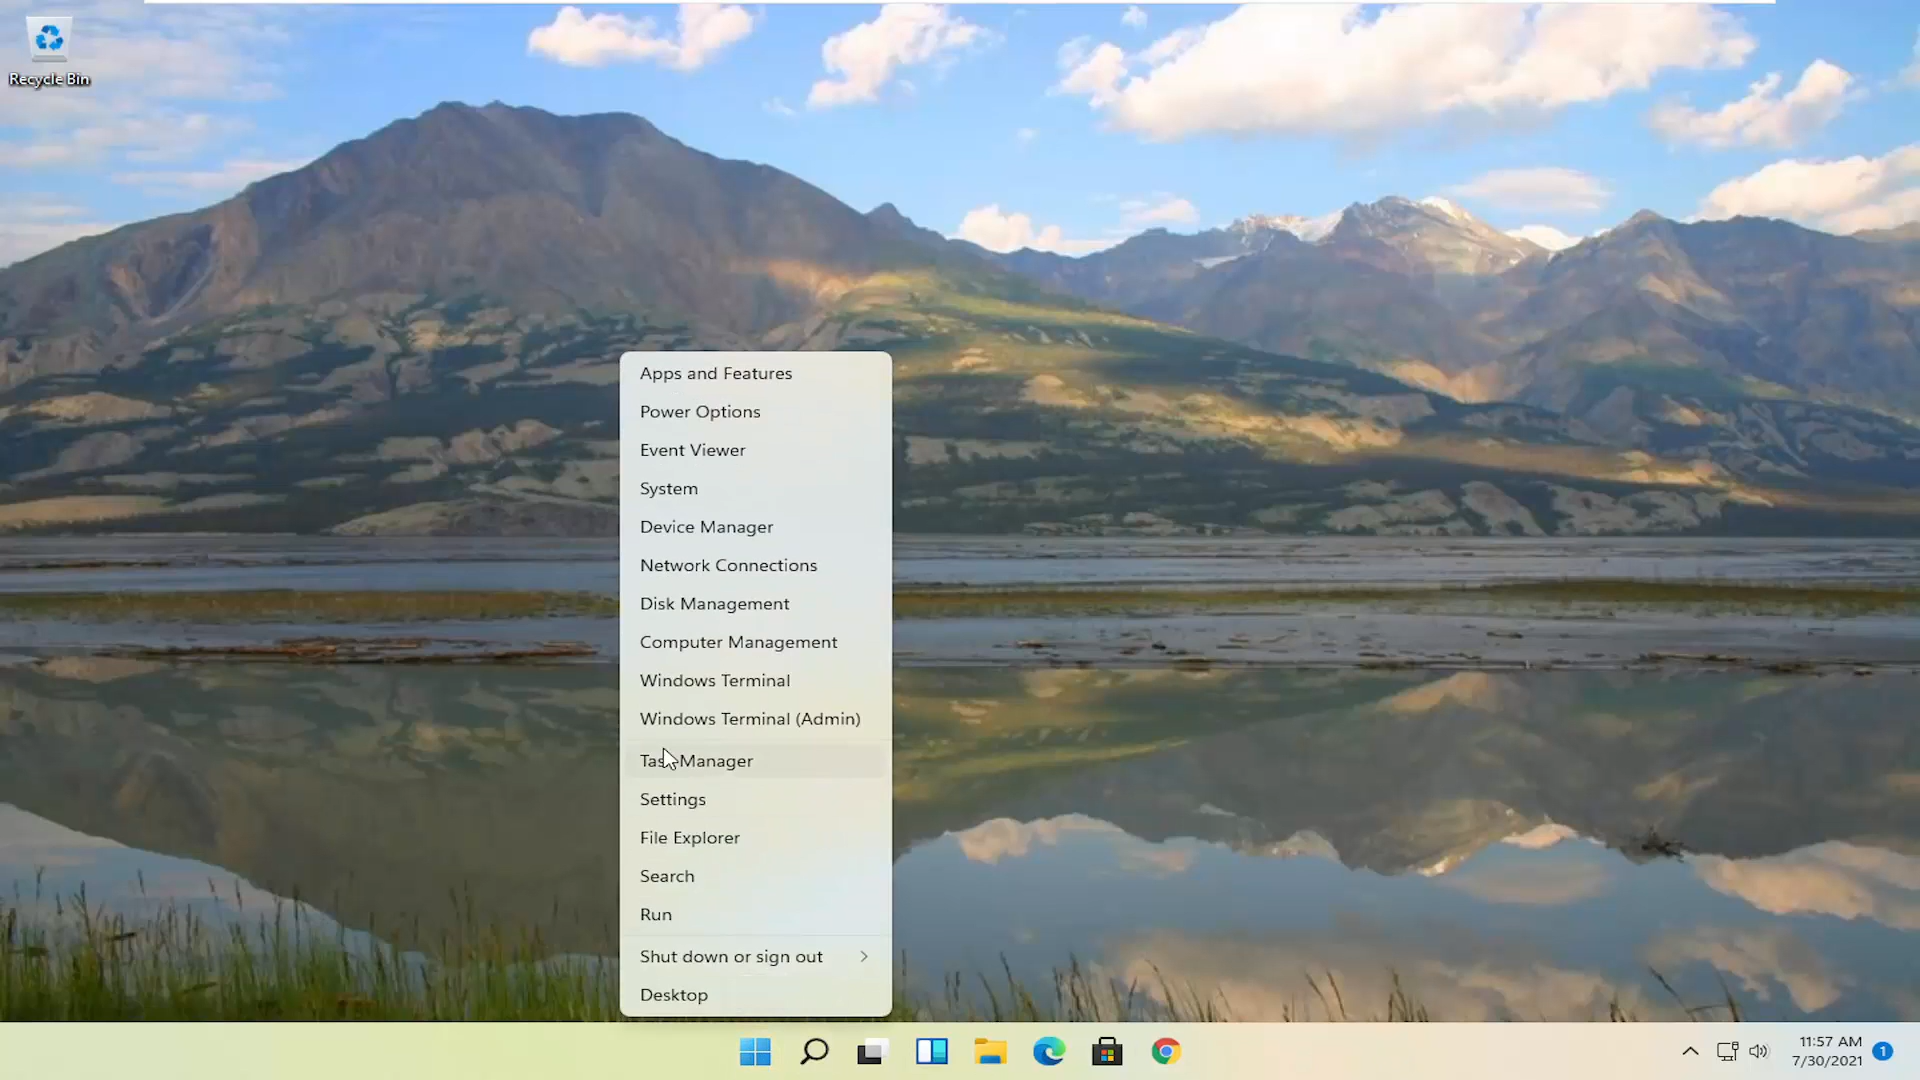 Recycle Bin
Apps and Features
Power Options
Event Viewer
System
Device Manager
Network Connections
Disk Management
Computer Management
Windows Terminal
Windows Terminal (Admin)
Task Manager
Settings
File Explorer
Search
Run
Shut down or sign out
Desktop
11:57 AM
7/30/2021
1